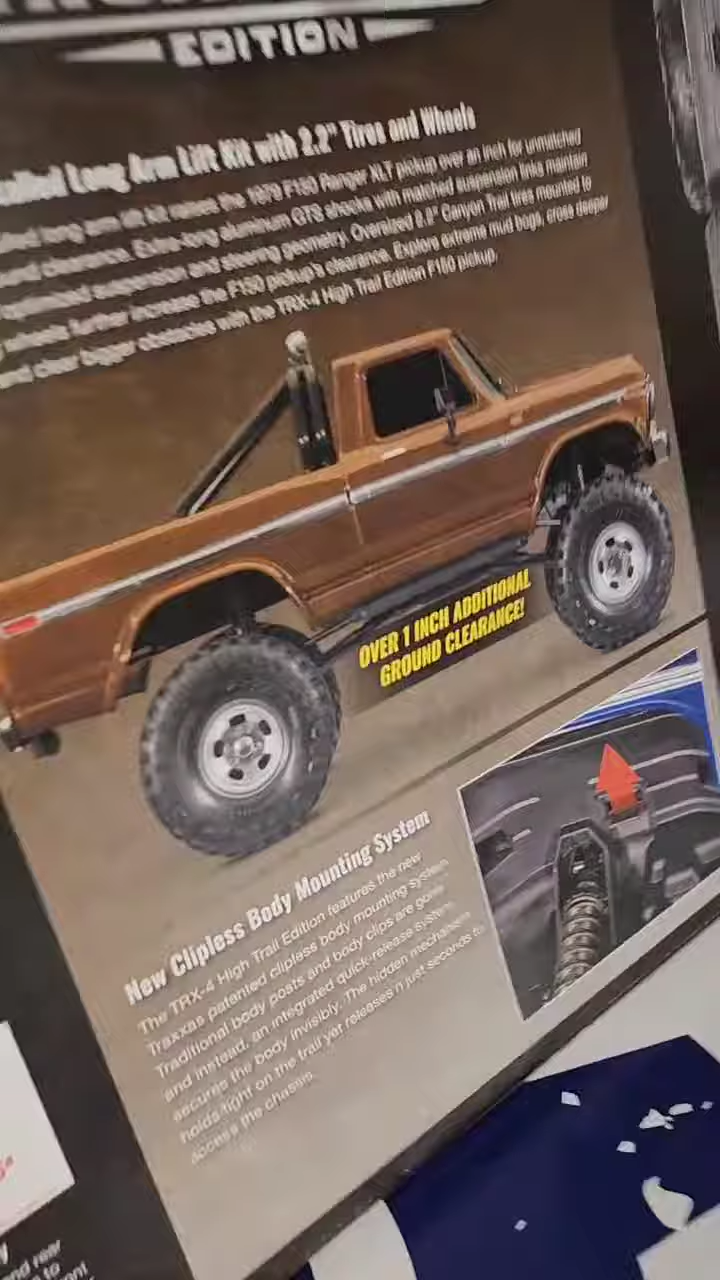 EDITION
Long Arm Lift Kit with 2.2" Tires and Wheels
long arm lift kit raises the 1979 F150 Ranger XLT pickup over an inch for unmatched
clearance. Extra-long aluminum GTS shocks with matched suspension links maintain
optimized suspension and steering geometry. Oversized 2.2" Canyon Trail tires mounted to
wheels further increase the F150 pickup's clearance. Explore extreme mud bogs, cross deeper
and clear bigger obstacles with the TRX-4 High Trail Edition F150 pickup.
OVER 1 INCH ADDITIONAL
GROUND CLEARANCE!
New Clipless Body Mounting System
The TRX-4 High Trail Edition features the new
Traxxas patented clipless body mounting system
Traditional body posts and body clips are gone
and instead, an integrated quick-release system
secures the body invisibly. The hidden mechanism
holds tight on the trail yet releases n just seconds to
access the chassis.
rear
to